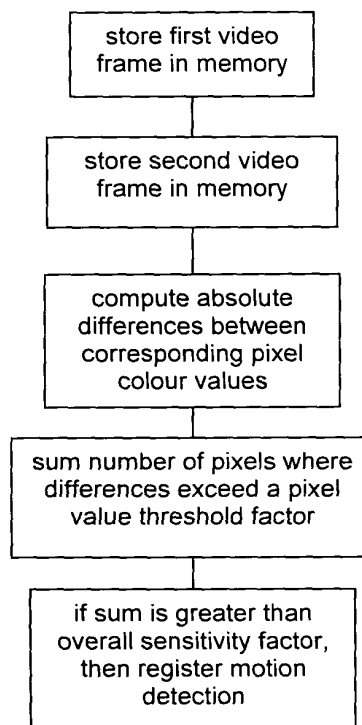 store first video
frame in memory
store second video
frame in memory
compute absolute
differences between
corresponding pixel
colour values
sum number of pixels where
differences exceed a pixel
value threshold factor
if sum is greater than
overall sensitivity factor,
then register motion
detection